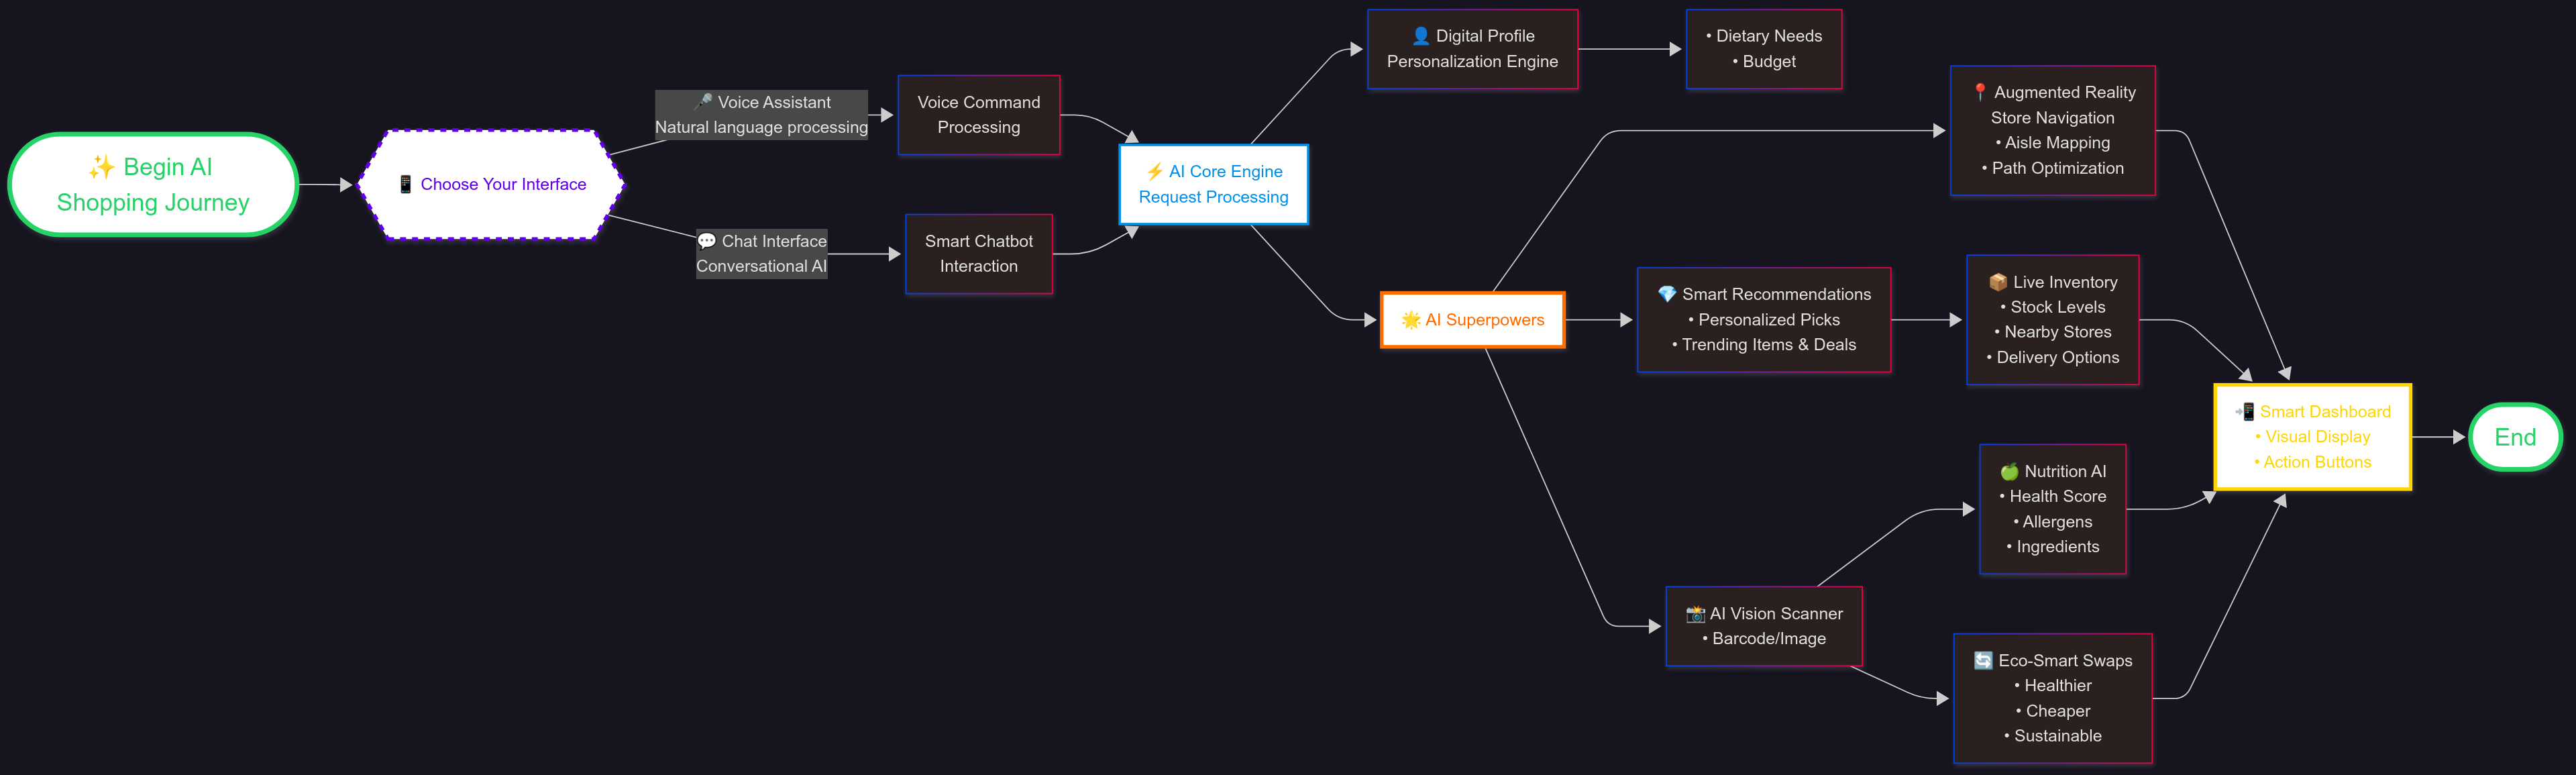 ✨ Begin AI
Shopping Journey
📱 Choose Your Interface
🎤 Voice Assistant
Natural language processing
💬 Chat Interface
Conversational AI
Voice Command
Processing
Smart Chatbot
Interaction
⚡ AI Core Engine
Request Processing
👤 Digital Profile
Personalization Engine
• Dietary Needs
• Budget
🌟 AI Superpowers
📍 Augmented Reality
Store Navigation
• Aisle Mapping
• Path Optimization
💎 Smart Recommendations
• Personalized Picks
• Trending Items & Deals
📦 Live Inventory
• Stock Levels
• Nearby Stores
• Delivery Options
📸 AI Vision Scanner
• Barcode/Image
🍏 Nutrition AI
• Health Score
• Allergens
• Ingredients
🔄 Eco-Smart Swaps
• Healthier
• Cheaper
• Sustainable
📲 Smart Dashboard
• Visual Display
• Action Buttons
End